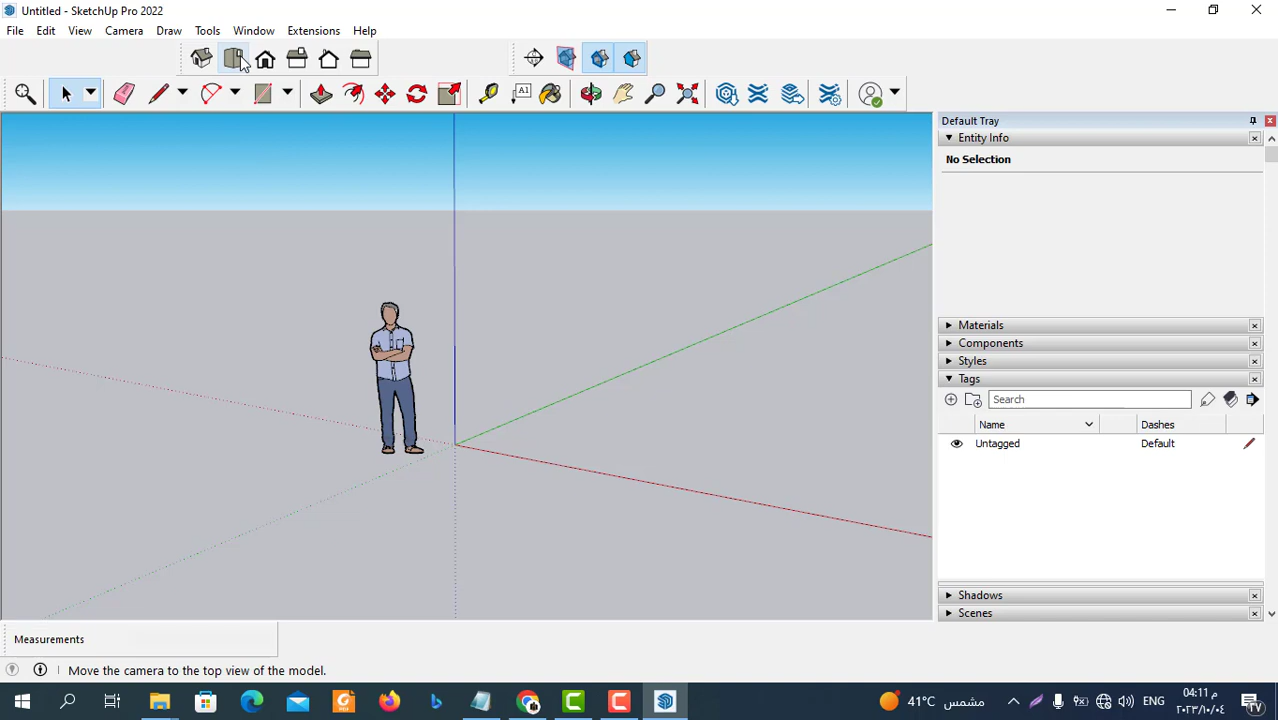 Untitled - SketchUp Pro 2022
File Edit View Camera Draw Tools Window Extensions Help
A1
Default Tray
Entity Info
No Selection
Materials
Components
Styles
Tags
Search
Name Dashes
Untagged Default
Shadows
Scenes
Measurements
Move the camera to the top view of the model.
41°C مشمس
ENG
04:11 م
٢٠٢٣/١٠/٠٤